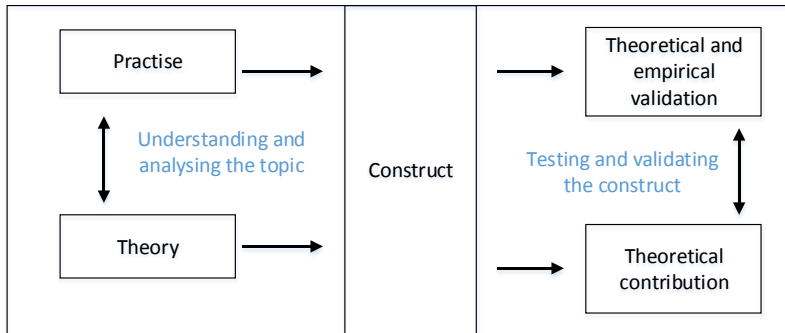 Practise
Understanding and
analysing the topic
Theory
Construct
Theoretical and
empirical
validation
Testing and validating
the construct
Theoretical
contribution